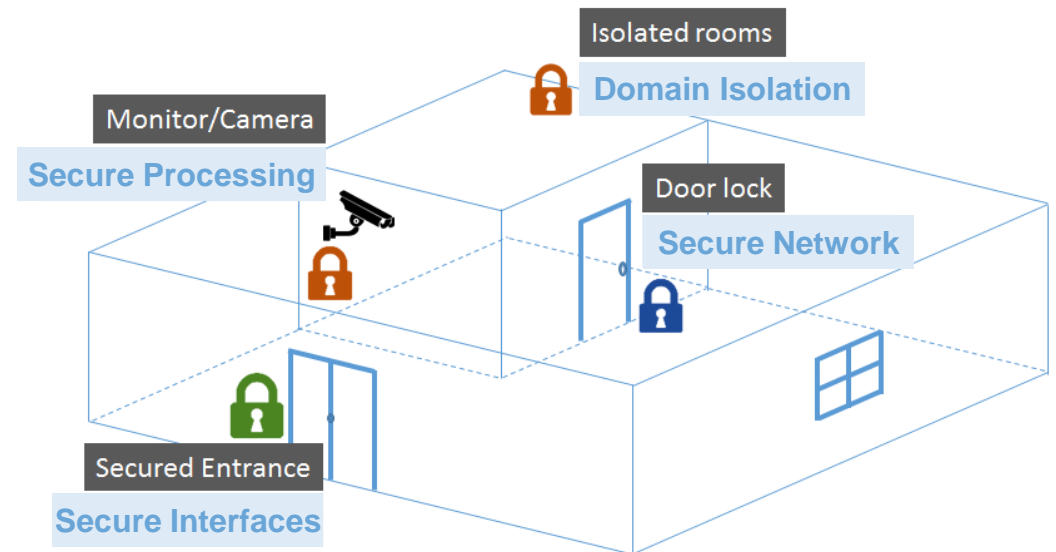 Isolated rooms
Domain Isolation
Monitor/Camera
Secure Processing
Door lock
Secure Network
Secured Entrance
Secure Interfaces